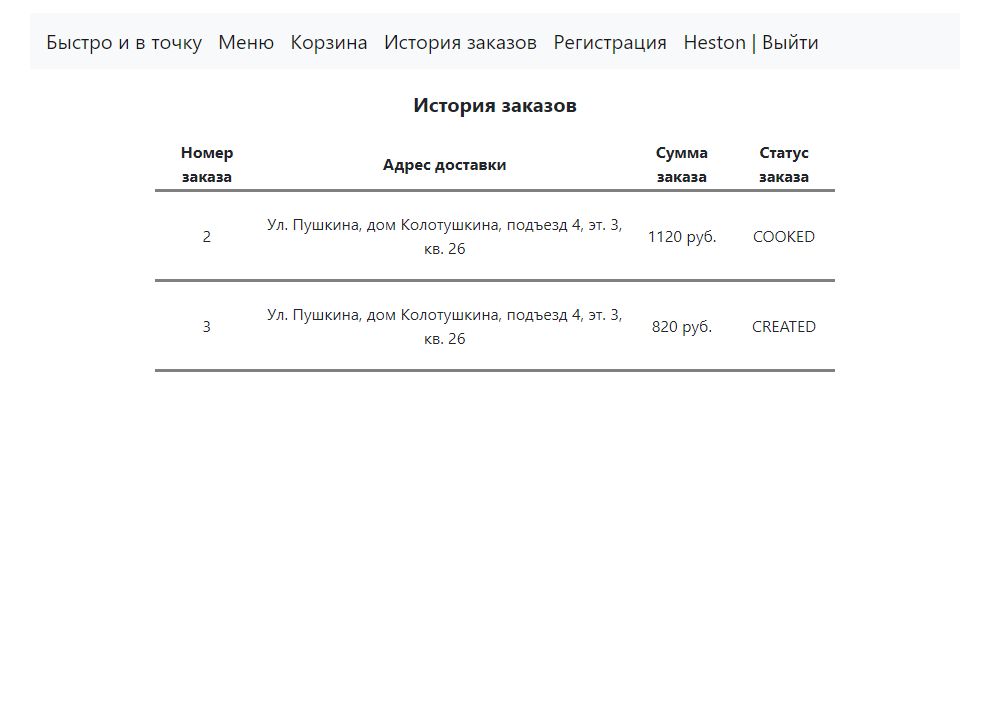 Быстро и в точку Меню Корзина История заказов Регистрация Heston | Выйти
История заказов
Номер заказа Адрес доставки Сумма заказа Статус заказа
2 Ул. Пушкина, дом Колотушкина, подъезд 4, эт. 3, 1120 руб. COOKED
кв. 26
3 Ул. Пушкина, дом Колотушкина, подъезд 4, эт. 3, 820 руб. CREATED
кв. 26